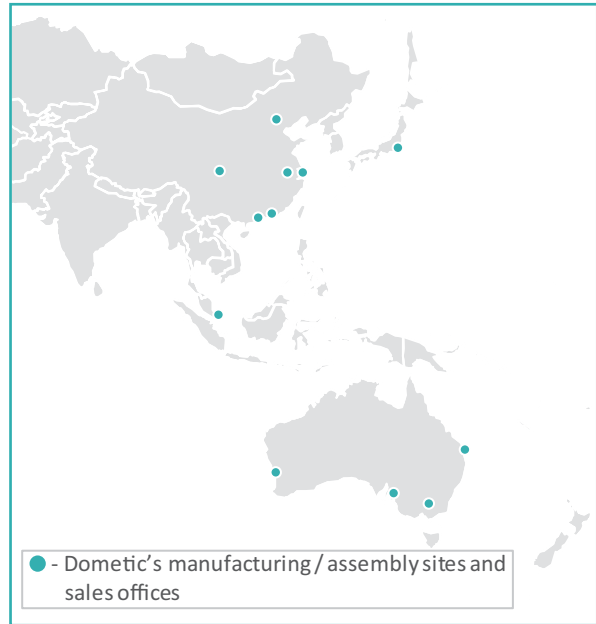 - Dometic's manufacturing / assembly sites and
sales offices